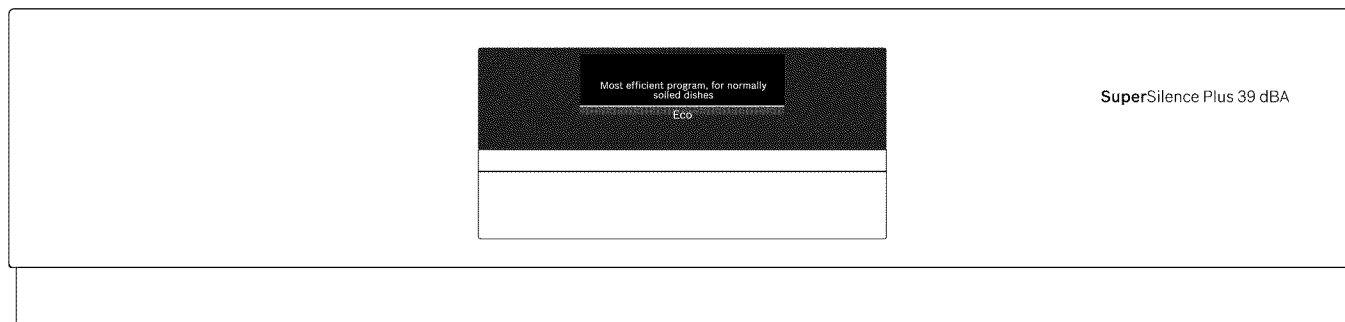 Most efficient program, for normally
soiled dishes
Eco
SuperSilence Plus 39 dBA